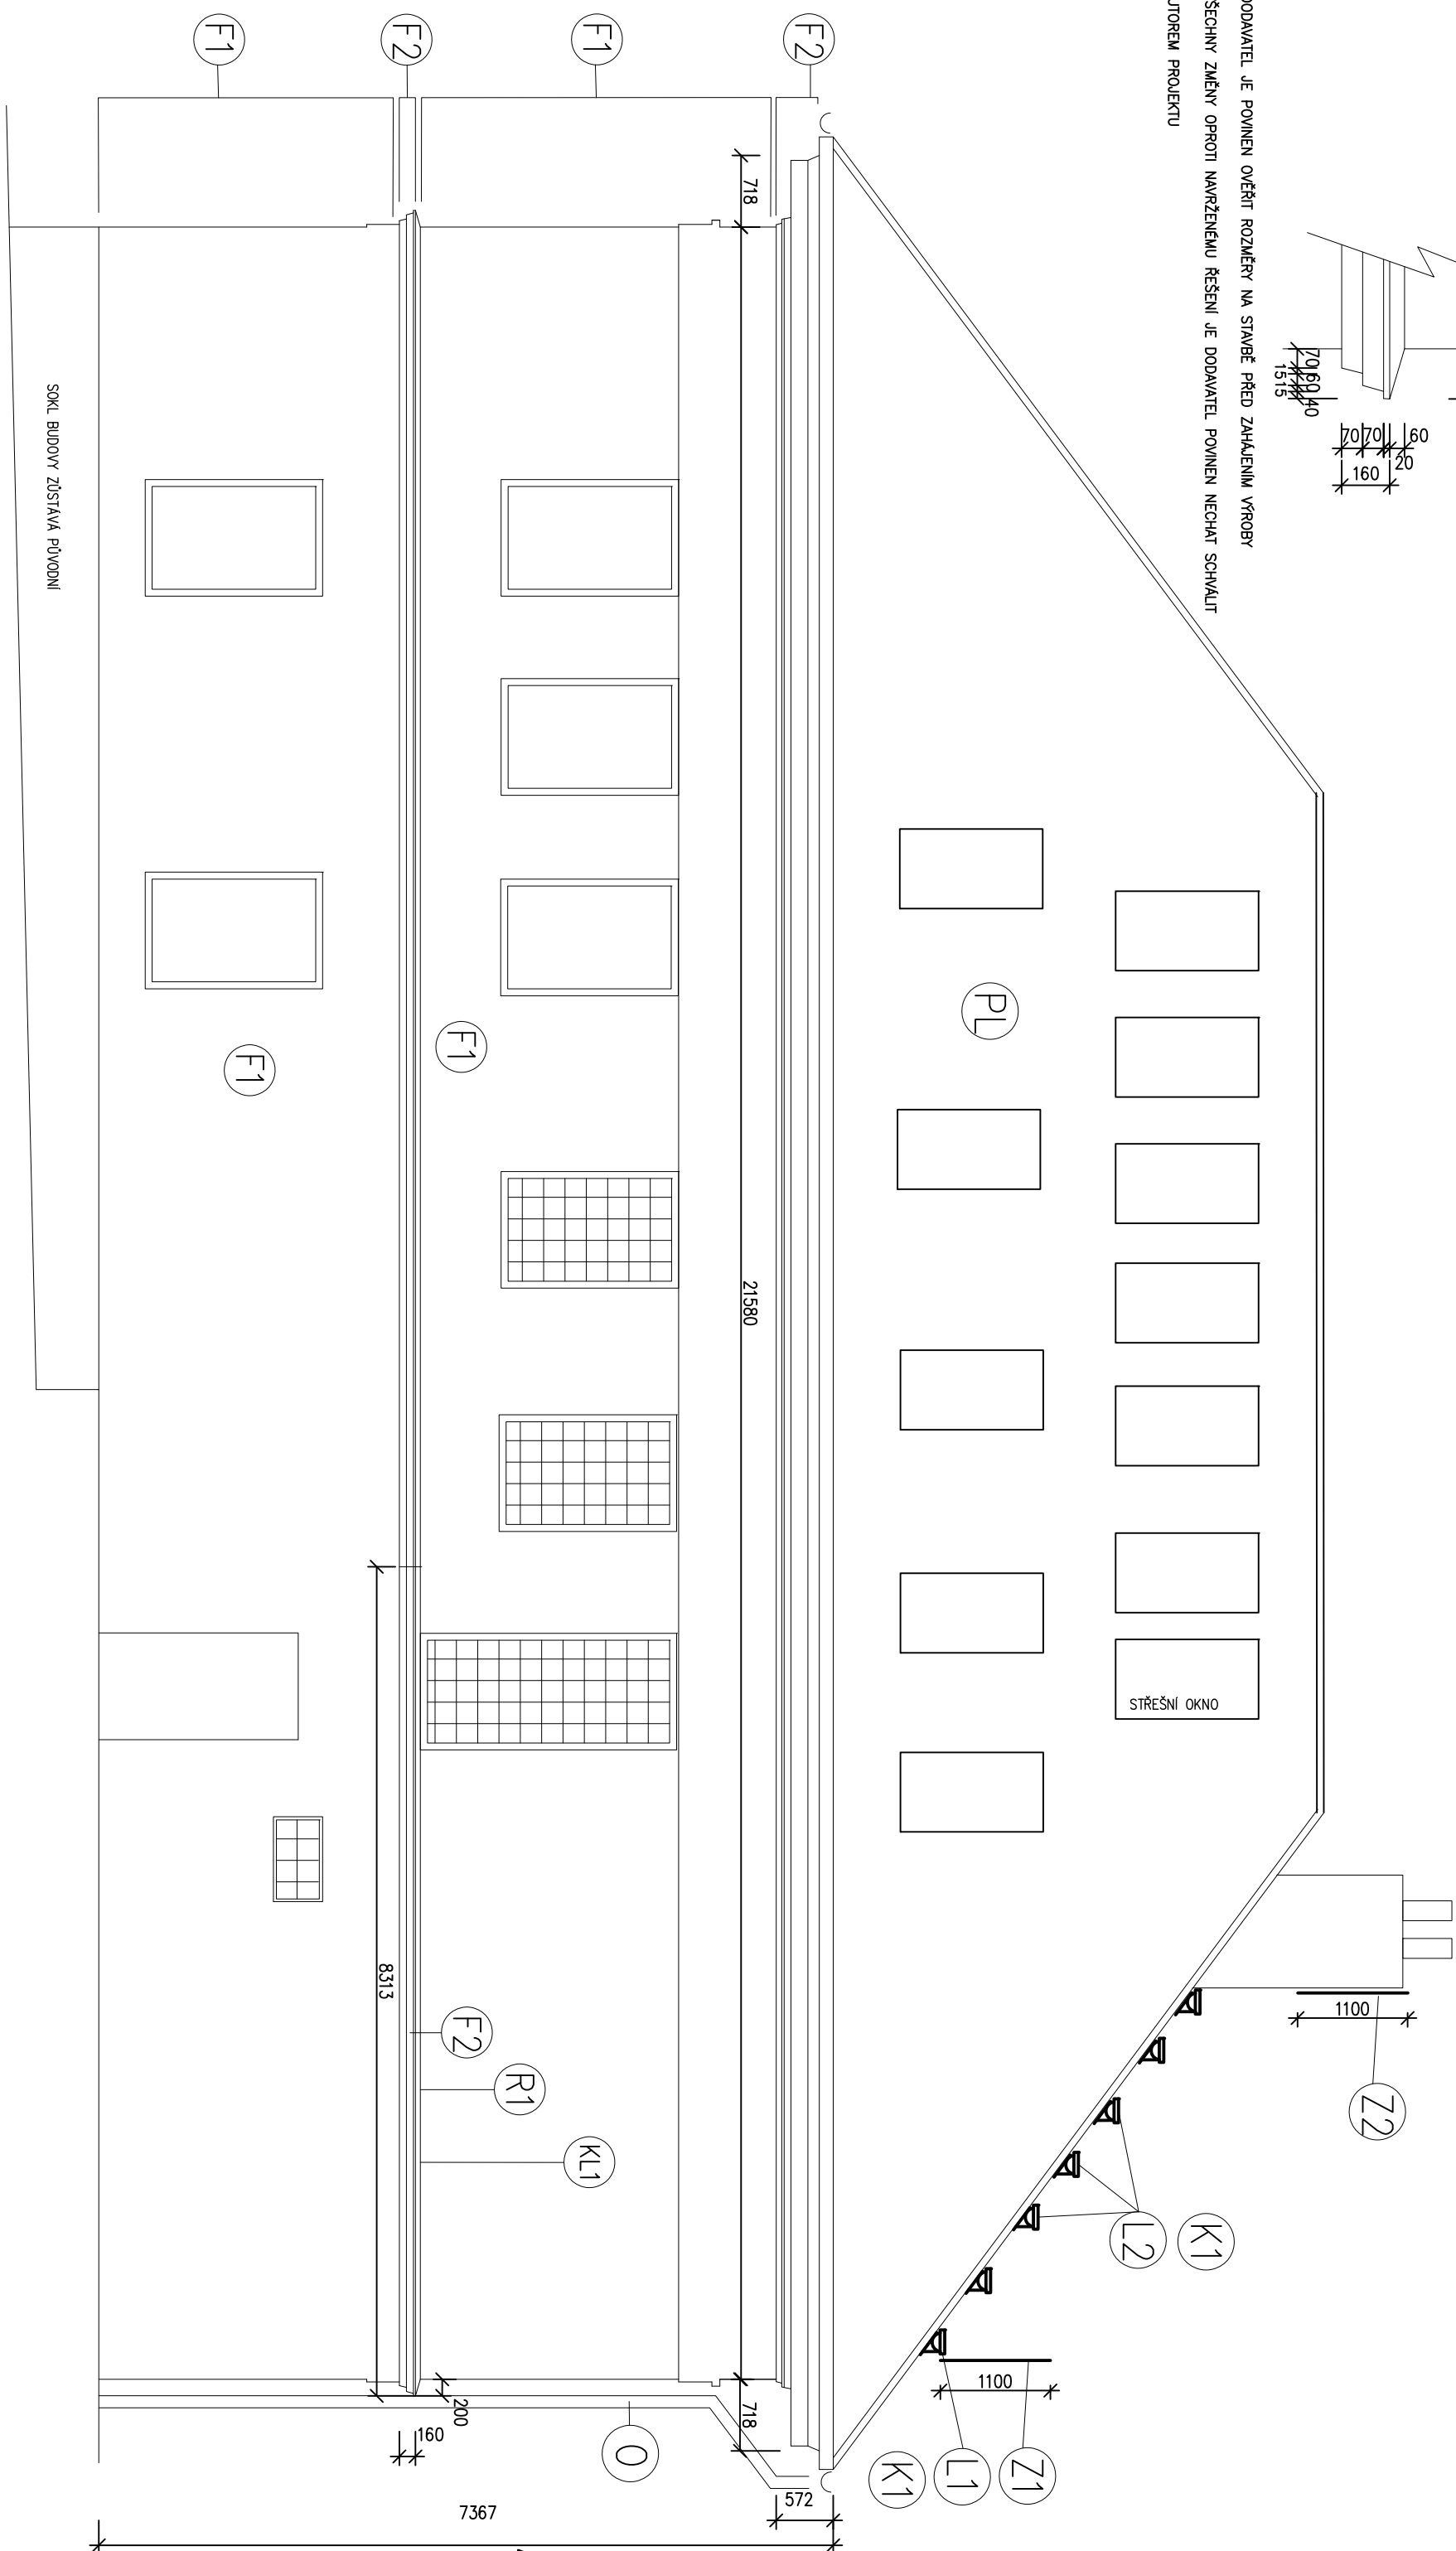 DODAVATEL JE POVINEN OVĚŘIT ROZMĚRY NA STAVBĚ PŘED ZAHÁJENÍM VÝROBY
ZMĚNY OPROTI NAVRŽENÉMU ŘEŠENÍ JE DODAVATEL POVINEN NECHAT SCHVÁLIT
PROJEKTU
70 60 40
15 15
70 70 60
20
160
F2
F1
F2
F1
718
21580
718
STŘEŠNÍ OKNO
PL
F1
F1
8313
F2
R1
KL1
200
160
O
572
7367
1100
Z2
L2
K1
1100
K1
L1
Z1
SOKL BUDOVY ZŮSTÁVÁ PŮVODNÍ